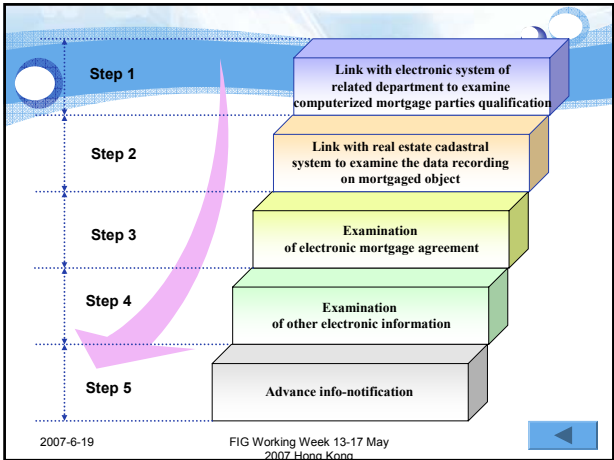 Step 1
Link with electronic system of
related department to examine
computerized mortgage parties qualification
Step 2
Link with real estate cadastral
system to examine the data recording
on mortgaged object
Step 3
Examination
of electronic mortgage agreement
Step 4
Examination
of other electronic information
Step 5
Advance info-notification
2007-6-19
FIG Working Week 13-17 May
2007 Hong Kong